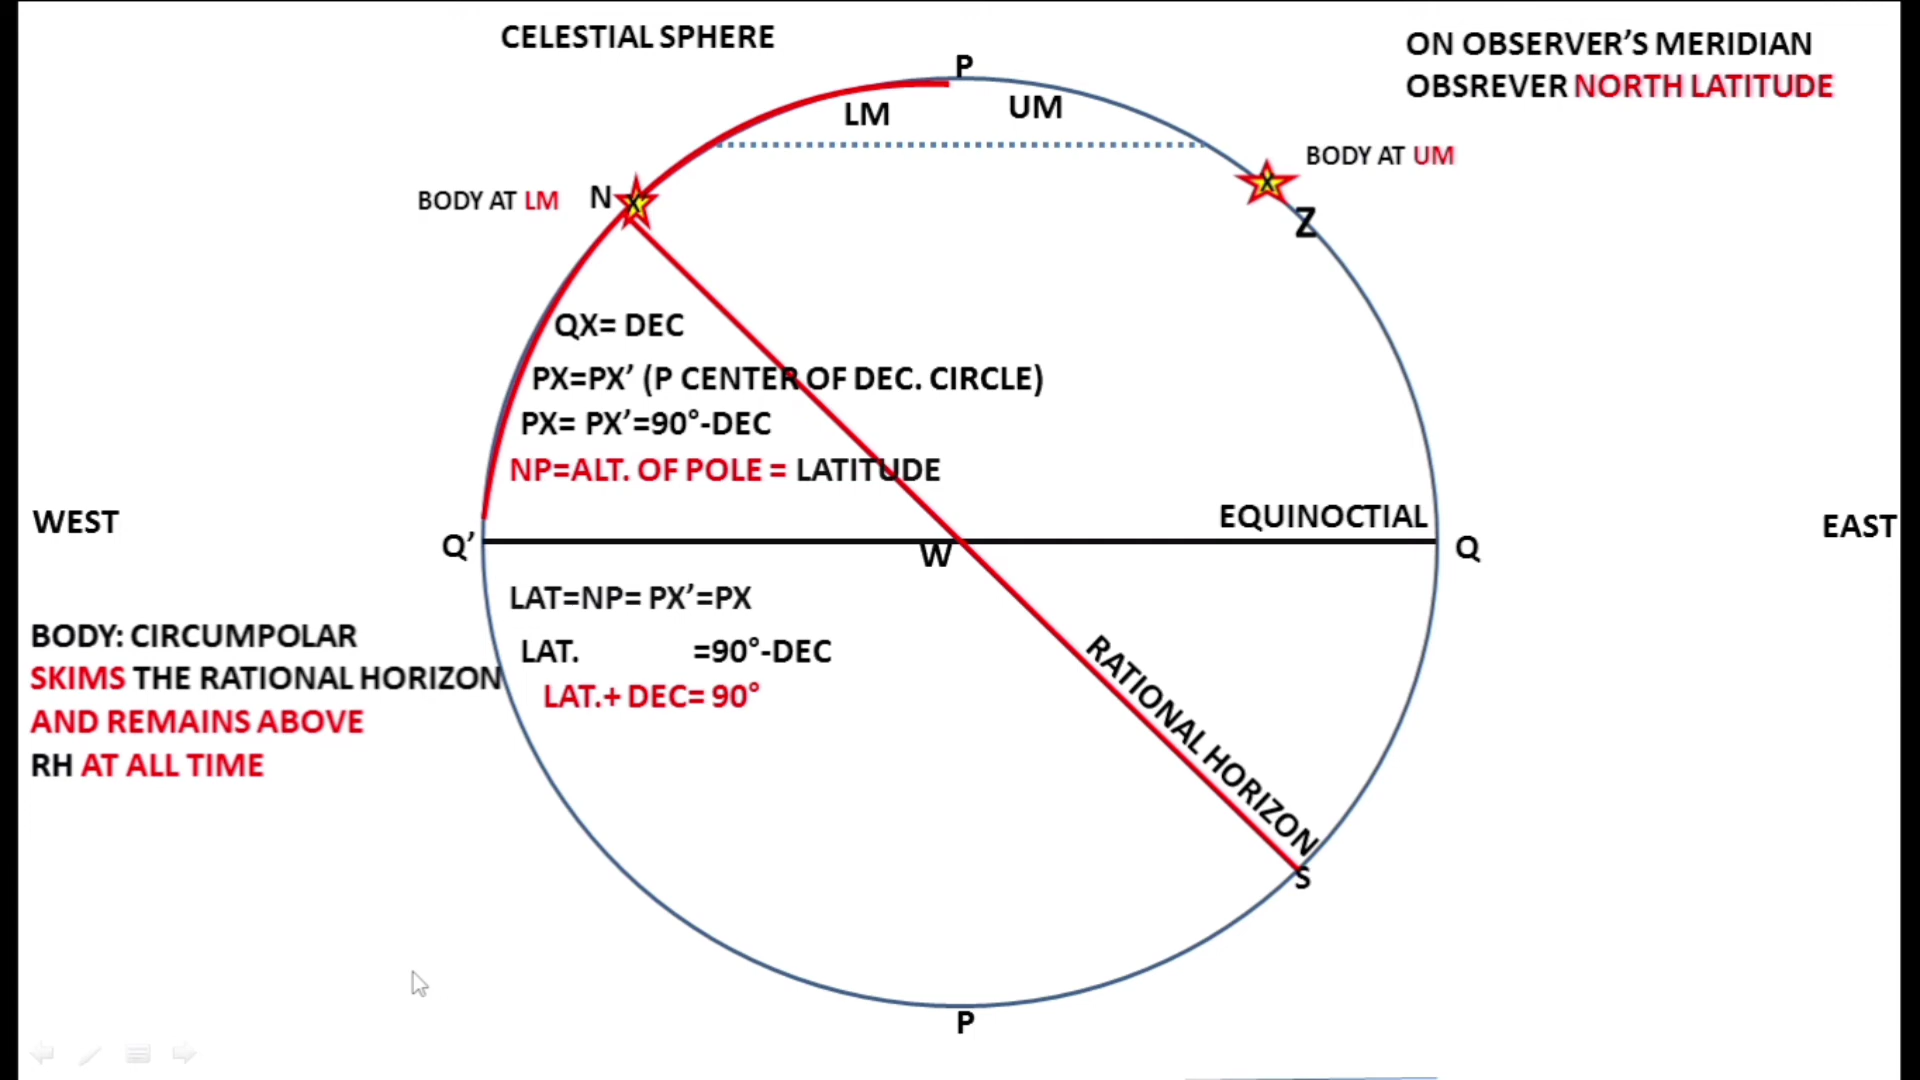 CELESTIAL SPHERE
ON OBSERVER’S MERIDIAN
OBSREVER NORTH LATITUDE
P
LM
UM
BODY AT UM
X
Z
BODY AT LM
N
X
QX= DEC
PX=PX’ (P CENTER OF DEC. CIRCLE)
PX= PX’=90°-DEC
NP=ALT. OF POLE = LATITUDE
WEST
EQUINOCTIAL
EAST
Q’
W
Q
LAT=NP= PX’=PX
LAT. =90°-DEC
LAT.+ DEC= 90°
BODY: CIRCUMPOLAR
SKIMS THE RATIONAL HORIZON
AND REMAINS ABOVE
RH AT ALL TIME
RATIONAL HORIZON
S
P